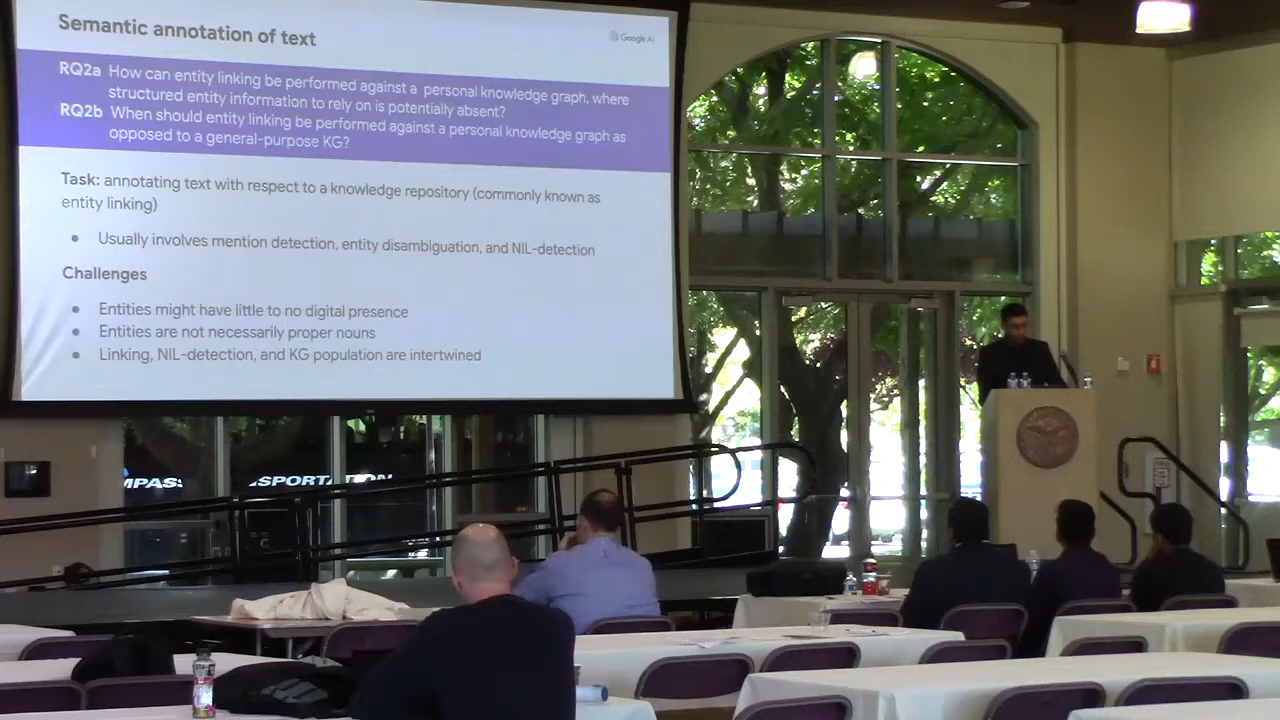 Semantic annotation of text
Google AI
RQ2a How can entity linking be performed against a personal knowledge graph, where
structured entity information to rely on is potentially absent?
RQ2b When should entity linking be performed against a personal knowledge graph as
opposed to a general-purpose KG?
Task: annotating text with respect to a knowledge repository (commonly known as
entity linking)
• Usually involves mention detection, entity disambiguation, and NIL-detection
Challenges
• Entities might have little to no digital presence
• Entities are not necessarily proper nouns
• Linking, NIL-detection, and KG population are intertwined